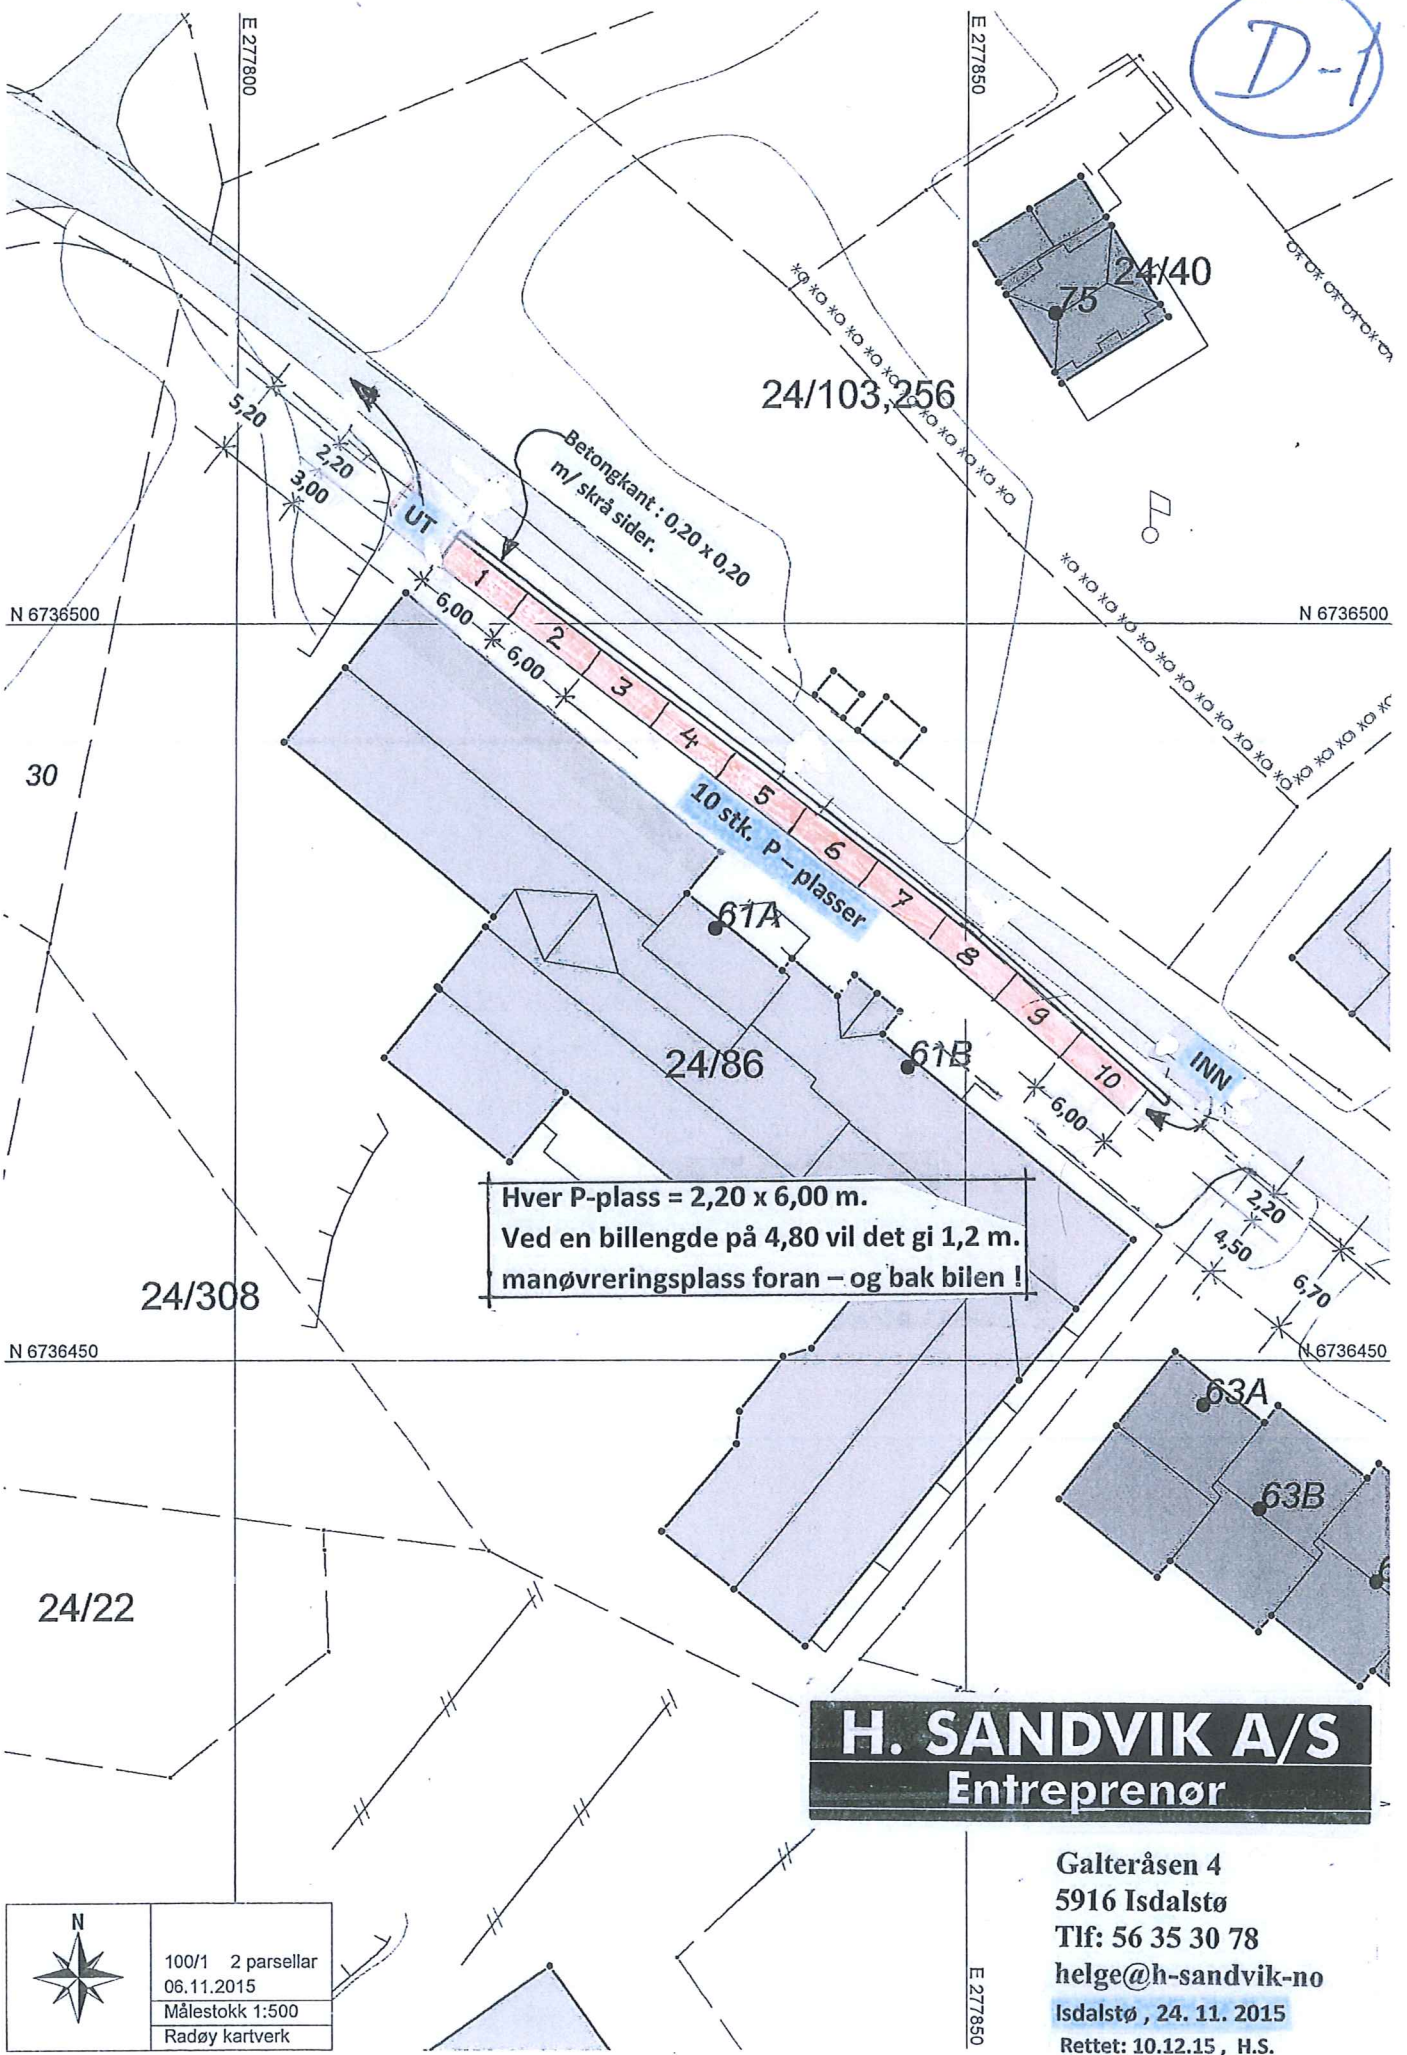 D-1
E 277800
E 277850
24/40
75
24/103,256
5,20
2,20
3,00
UT
Betongkant : 0,20 x 0,20
m/ skrå sider.
N 6736500
N 6736500
1
6,00
2
6,00
3
4
5
6
7
8
9
10
10 stk. P – plasser
30
61A
61B
24/86
INN
6,00
2,20
4,50
6,70
Hver P-plass = 2,20 x 6,00 m.
Ved en billengde på 4,80 vil det gi 1,2 m.
manøvreringsplass foran – og bak bilen !
24/308
N 6736450
N 6736450
63A
63B
24/22
H. SANDVIK A/S
Entreprenør
Galteråsen 4
5916 Isdalstø
Tlf: 56 35 30 78
helge@h-sandvik-no
Isdalstø , 24. 11. 2015
Rettet: 10.12.15 , H.S.
E 277850
N
100/1 2 parsellar
06.11.2015
Målestokk 1:500
Radøy kartverk